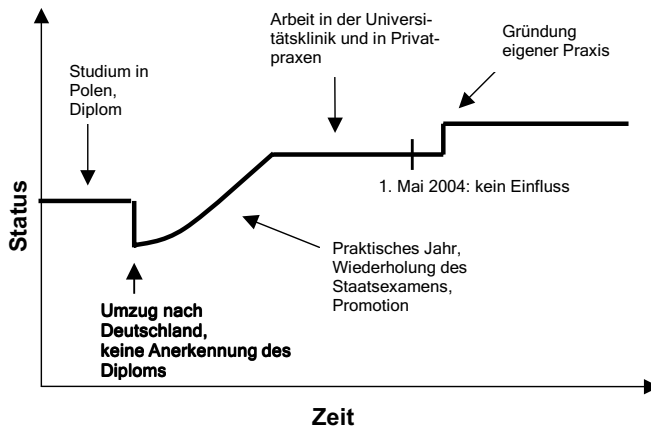 Arbeit in der Universi-
tätsklinik und in Privat-
praxen
Gründung
eigener Praxis
Studium in
Polen,
Diplom
1. Mai 2004: kein Einfluss
Status
Praktisches Jahr,
Wiederholung des
Staatsexamens,
Promotion
Umzug nach
Deutschland,
keine Anerkennung des
Diploms
Zeit